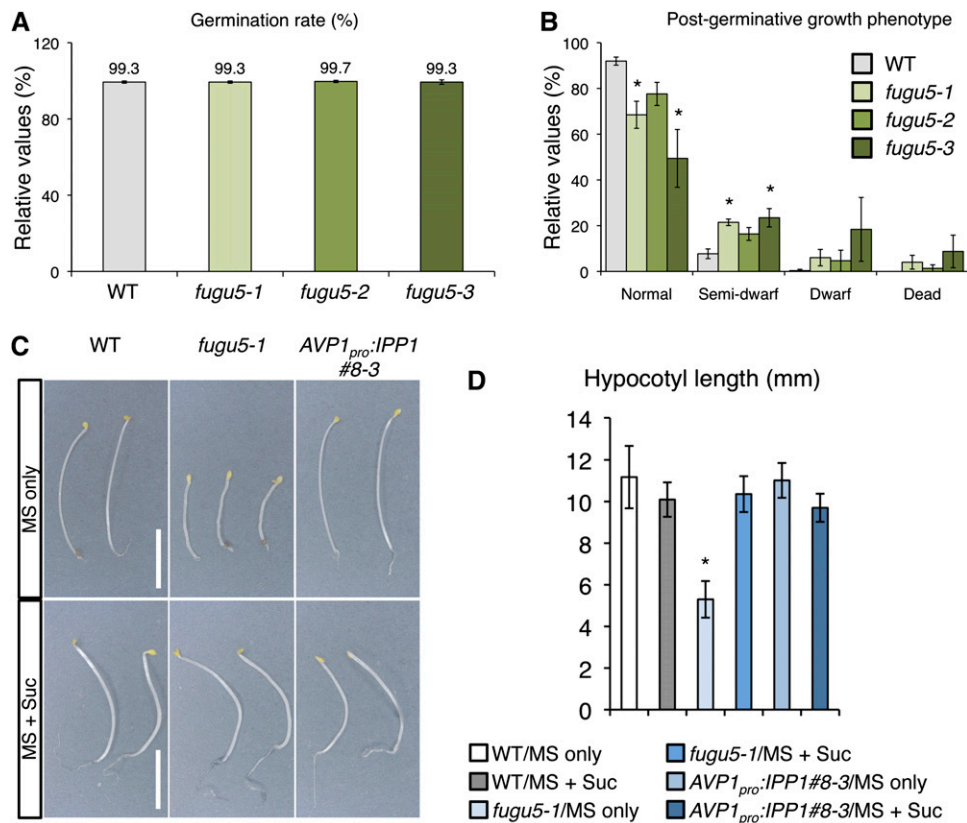 A
Germination rate (%)
Relative values (%)
120
80
40
0
99.3
99.3
99.7
99.3
WT
fugu5-1
fugu5-2
fugu5-3
B
Post-germinative growth phenotype
Relative values (%)
100
80
60
40
20
0
*
*
*
*
WT
fugu5-1
fugu5-2
fugu5-3
Normal
Semi-dwarf
Dwarf
Dead
C
WT
fugu5-1
AVP1pro:IPP1
#8-3
MS only
MS + Suc
D
Hypocotyl length (mm)
14
12
10
8
6
4
2
0
*
WT/MS only
WT/MS + Suc
fugu5-1/MS only
fugu5-1/MS + Suc
AVP1pro:IPP1#8-3/MS only
AVP1pro:IPP1#8-3/MS + Suc